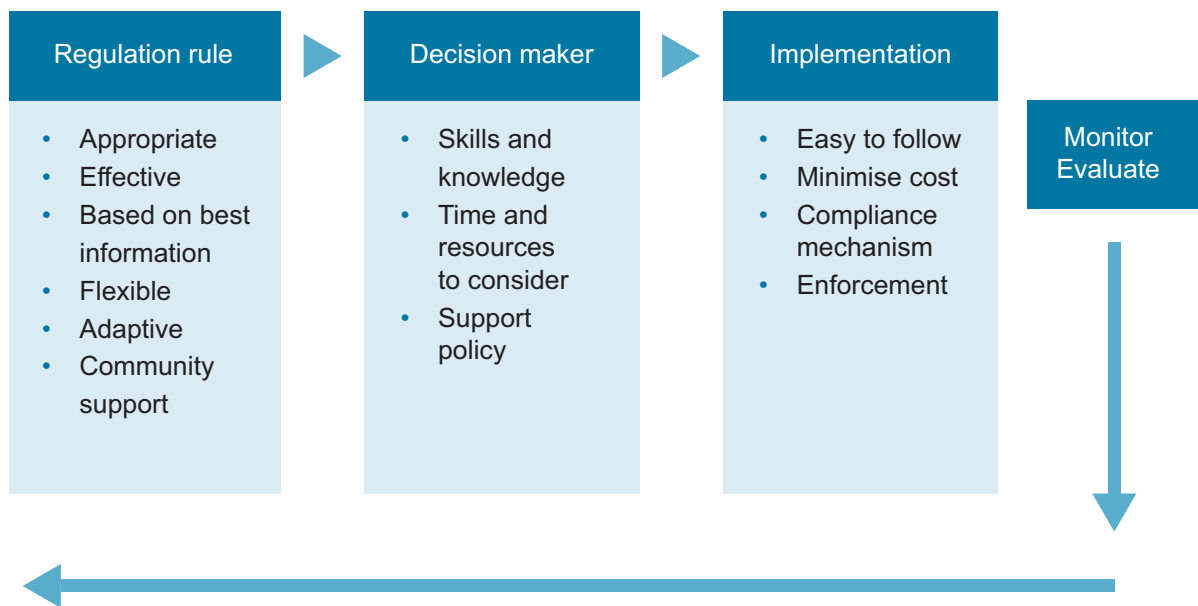 Regulation rule
• Appropriate
• Effective
• Based on best
information
• Flexible
• Adaptive
• Community
support
Decision maker
• Skills and
knowledge
• Time and
resources
to consider
• Support
policy
Implementation
• Easy to follow
• Minimise cost
• Compliance
mechanism
• Enforcement
Monitor
Evaluate